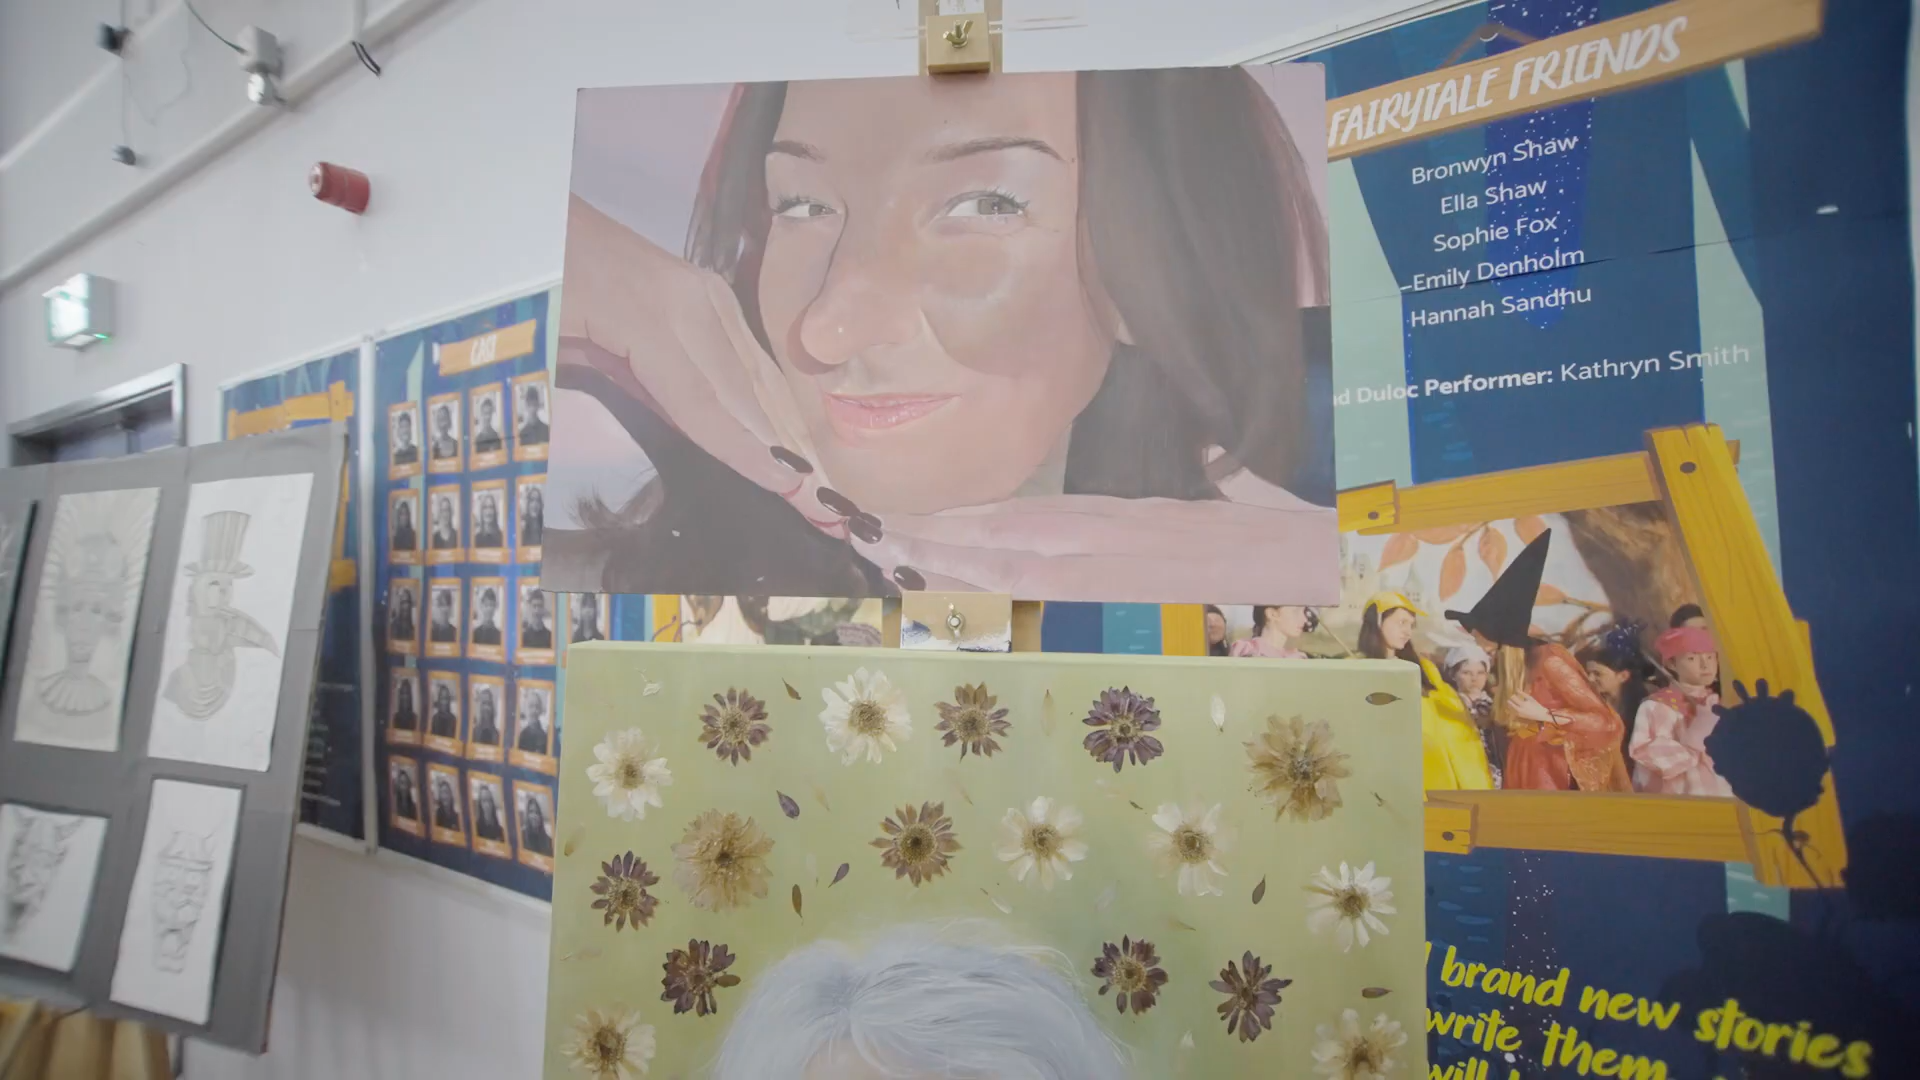 FAIRYTALE FRIENDS
Bronwyn Shaw
Ella Shaw
Sophie Fox
Emily Denholm
Hannah Sandhu
Duloc Performer: Kathryn Smith
CAST
brand new stories
write them
will